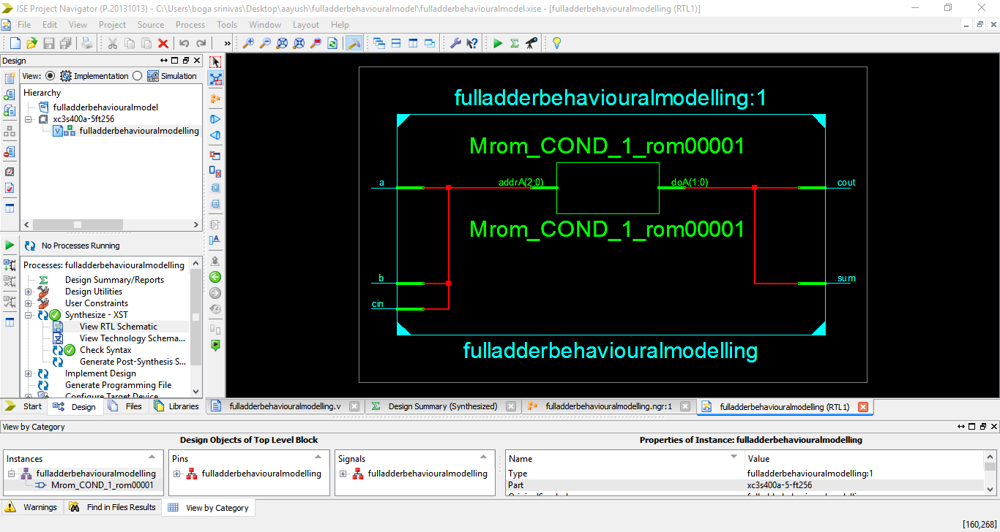 ISE Project Navigator (P.20131013) - C:\Users\boga srinivas\Desktop\aayush\fulladderbehaviouralmodel\fulladderbehaviouralmodel.xise - [fulladderbehaviouralmodelling (RTL1)]
File Edit View Project Source Process Tools Window Layout Help
Design
View: Implementation Simulation
Hierarchy
fulladderbehaviouralmodel
xc3s400a-5ft256
fulladderbehaviouralmodelling
No Processes Running
Processes: fulladderbehaviouralmodelling
Design Summary/Reports
Design Utilities
User Constraints
Synthesize - XST
View RTL Schematic
View Technology Schema...
Check Syntax
Generate Post-Synthesis S...
Implement Design
Generate Programming File
Configure Target Device
Start Design Files Libraries
fulladderbehaviouralmodelling:1
Mrom_COND_1_rom00001
a addrA(2:0) doA(1:0) cout
Mrom_COND_1_rom00001
b sum
cin
fulladderbehaviouralmodelling
fulladderbehaviouralmodelling.v Design Summary (Synthesized) fulladderbehaviouralmodelling.ngr:1 fulladderbehaviouralmodelling (RTL1)
View by Category
Design Objects of Top Level Block Properties of Instance: fulladderbehaviouralmodelling
Instances Pins Signals Name Value
fulladderbehaviouralmodelling fulladderbehaviouralmodelling fulladderbehaviouralmodelling Type fulladderbehaviouralmodelling:1
Mrom_COND_1_rom00001 Part xc3s400a-5-ft256
Warnings Find in Files Results View by Category
[160,268]